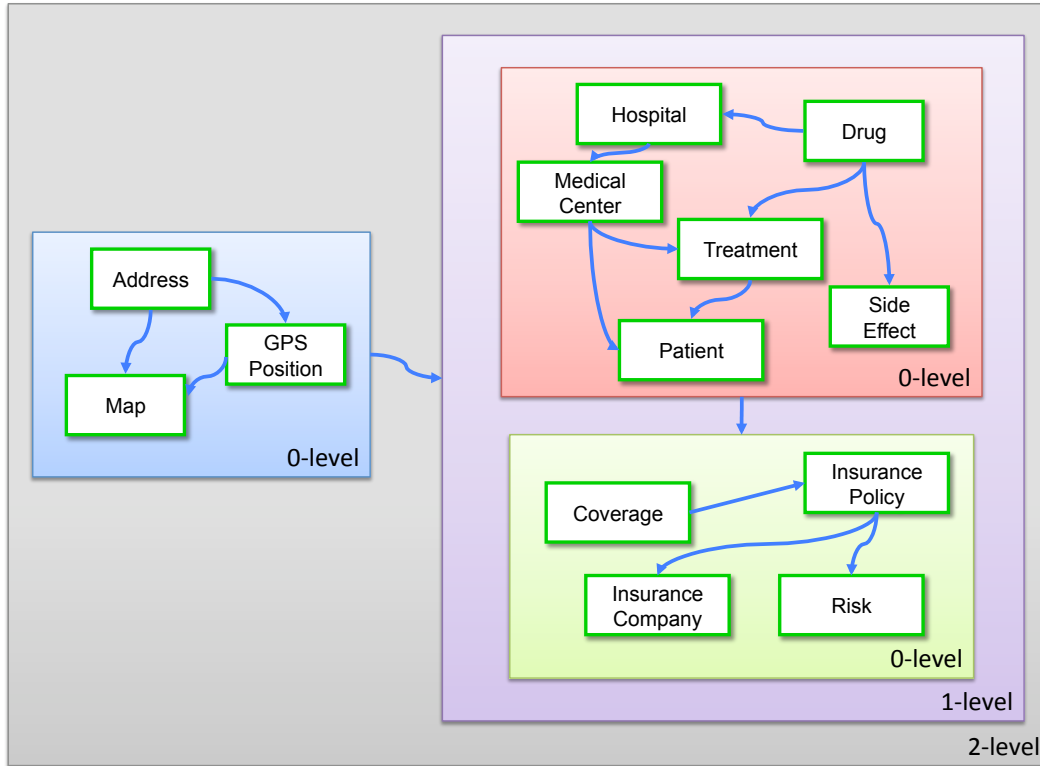 Hospital
Drug
Medical
Center
Treatment
Side
Effect
Patient
0-level
Address
GPS
Position
Map
0-level
Insurance
Policy
Coverage
Insurance
Company
Risk
0-level
1-level
2-level